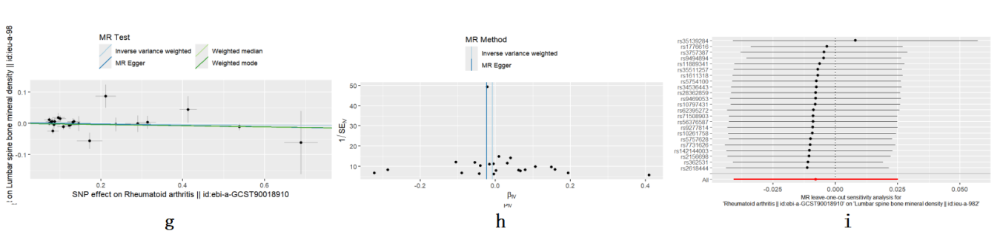 t on Lumbar spine bone mineral density || id:ieu-a-98
MR Test
Inverse variance weighted
Weighted median
MR Egger
Weighted mode
0.1
0.0
-0.1
0.2
0.4
0.6
SNP effect on Rheumatoid arthritis || id:ebi-a-GCST90018910
g
MR Method
Inverse variance weighted
MR Egger
1/SE_IV
50
40
30
20
10
-0.2
0.0
0.2
0.4
β_IV
h
rs35139284
rs1776616
rs3757387
rs9494894
rs11889341
rs35511257
rs1611318
rs5754100
rs34536443
rs28362859
rs9469053
rs10797431
rs62395272
rs71508903
rs56376587
rs9277814
rs10261758
rs5757628
rs7731626
rs142144003
rs2156698
rs362531
rs2618444
All
-0.025
0.000
0.025
0.050
MR leave-one-out sensitivity analysis for
'Rheumatoid arthritis || id:ebi-a-GCST90018910' on 'Lumbar spine bone mineral density || id:ieu-a-982'
i